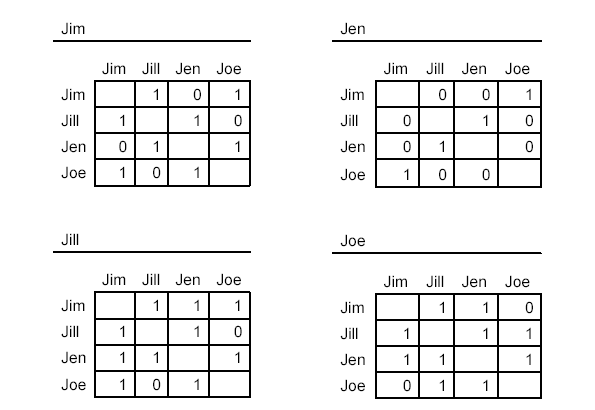 Jim
Jim Jill Jen Joe
Jim 1 0 1
Jill 1 1 0
Jen 0 1 1
Joe 1 0 1
Jen
Jim Jill Jen Joe
Jim 0 0 1
Jill 0 1 0
Jen 0 1 0
Joe 1 0 0
Jill
Jim Jill Jen Joe
Jim 1 1 1
Jill 1 1 0
Jen 1 1 1
Joe 1 0 1
Joe
Jim Jill Jen Joe
Jim 1 1 0
Jill 1 1 1
Jen 1 1 1
Joe 0 1 1